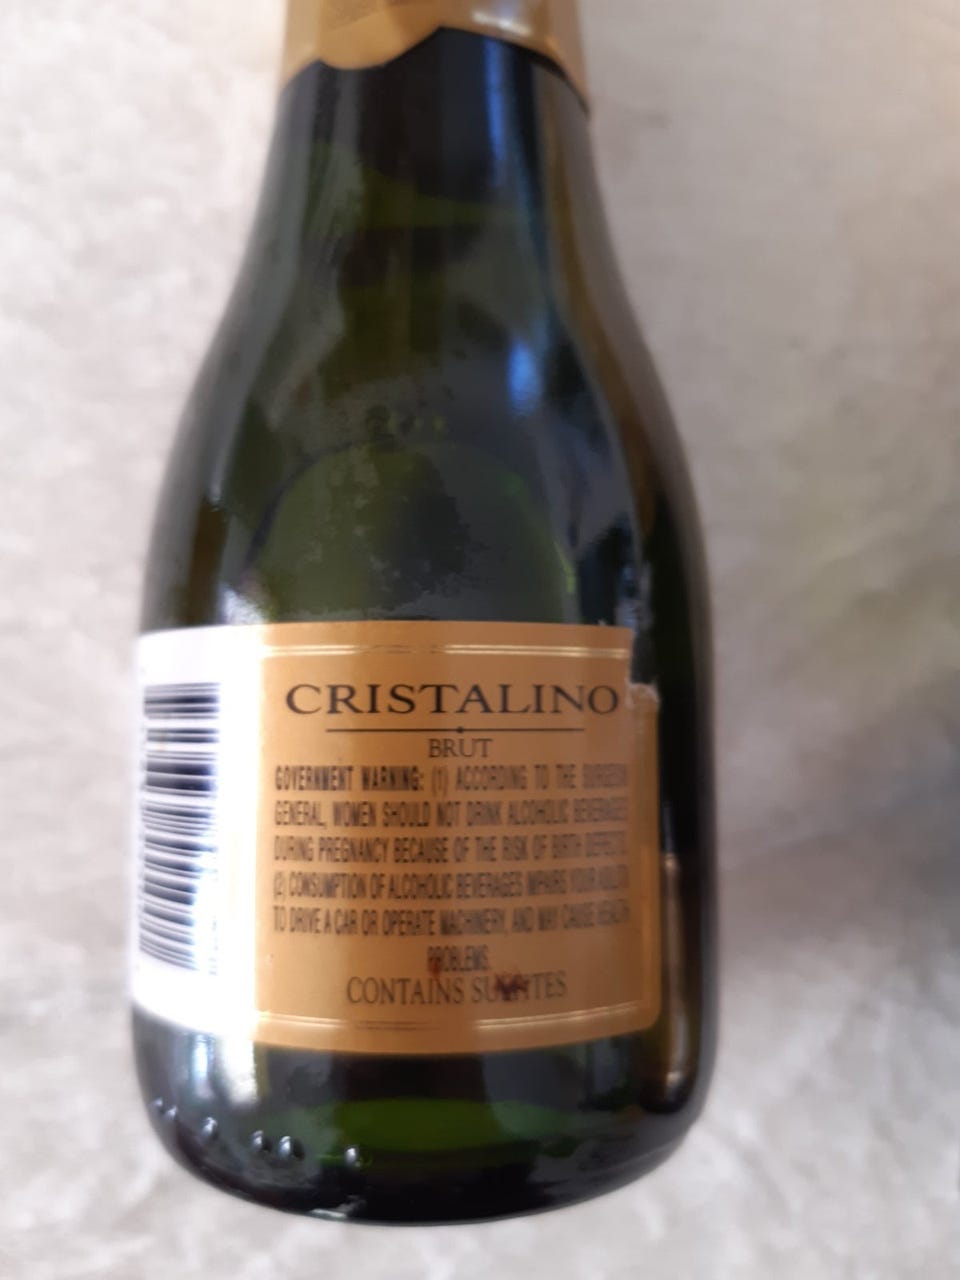 CRISTALINO
BRUT
GOVERNMENT WARNING: (1) ACCORDING TO THE SURGEON
GENERAL, WOMEN SHOULD NOT DRINK ALCOHOLIC BEVERAGES
DURING PREGNANCY BECAUSE OF THE RISK OF BIRTH DEFECTS.
(2) CONSUMPTION OF ALCOHOLIC BEVERAGES IMPAIRS YOUR ABILITY
TO DRIVE A CAR OR OPERATE MACHINERY, AND MAY CAUSE HEALTH
PROBLEMS.
CONTAINS SULFITES